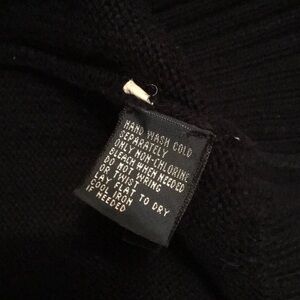 HAND WASH COLD
SEPARATELY
ONLY NON-CHLORINE
BLEACH WHEN NEEDED
DO NOT WRING
OR TWIST
LAY FLAT TO DRY
COOL IRON
IF NEEDED